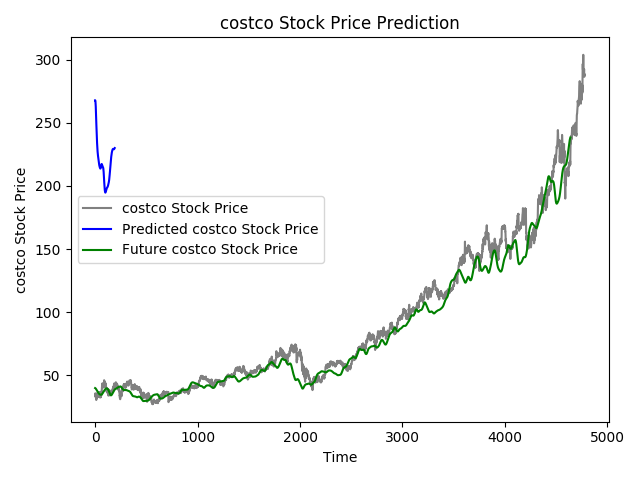 costco Stock Price Prediction
costco Stock Price
300
250
200
150
100
50
costco Stock Price
Predicted costco Stock Price
Future costco Stock Price
0
1000
2000
3000
4000
5000
Time